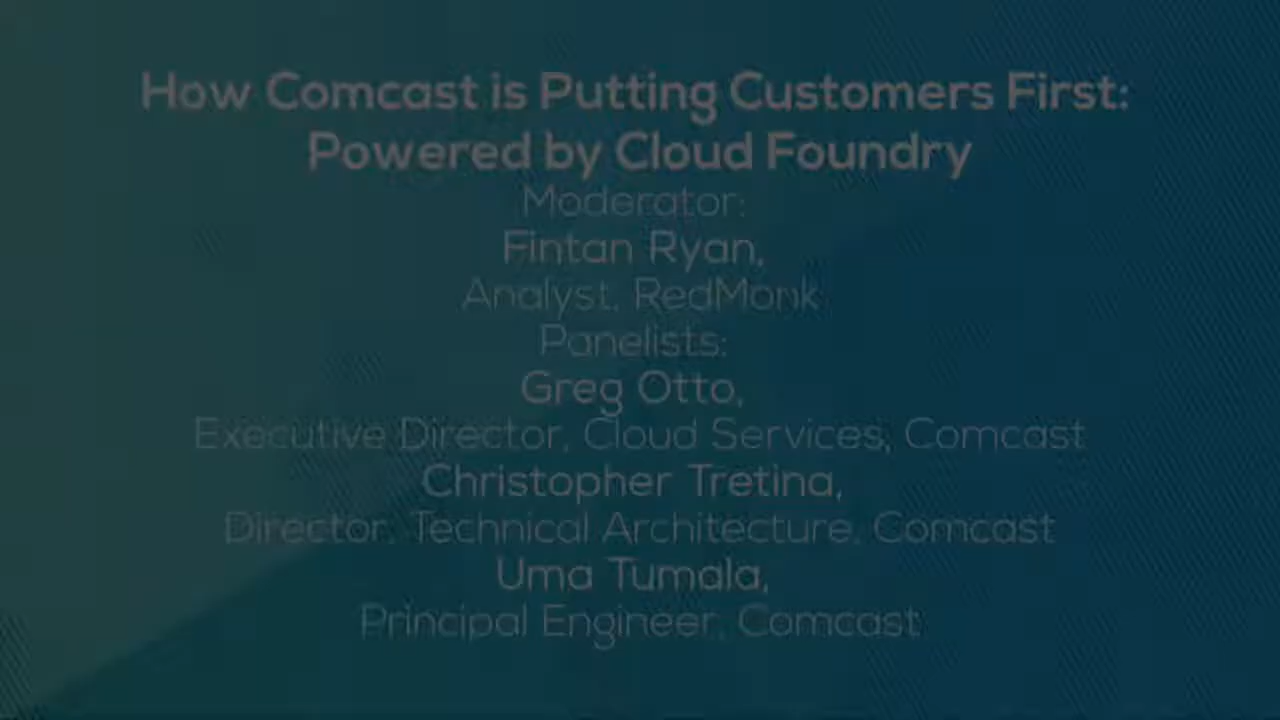 How Comcast is Putting Customers First:
Powered by Cloud Foundry
Moderator:
Fintan Ryan,
Analyst, RedMonk
Panelists:
Greg Otto,
Executive Director, Cloud Services, Comcast
Christopher Tretina,
Director, Technical Architecture, Comcast
Uma Tumala,
Principal Engineer, Comcast